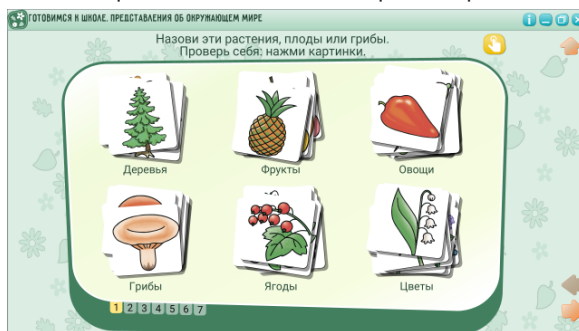 ГОТОВИМСЯ К ШКОЛЕ. ПРЕДСТАВЛЕНИЯ ОБ ОКРУЖАЮЩЕМ МИРЕ
Назови эти растения, плоды или грибы.
Проверь себя: нажми картинки.
Деревья Фрукты Овощи
Грибы Ягоды Цветы
1 2 3 4 5 6 7